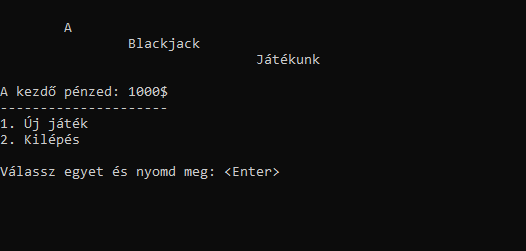 A
Blackjack
Játékunk
A kezdő pénzed: 1000$
---------------------
1. Új játék
2. Kilépés
Válassz egyet és nyomd meg: <Enter>